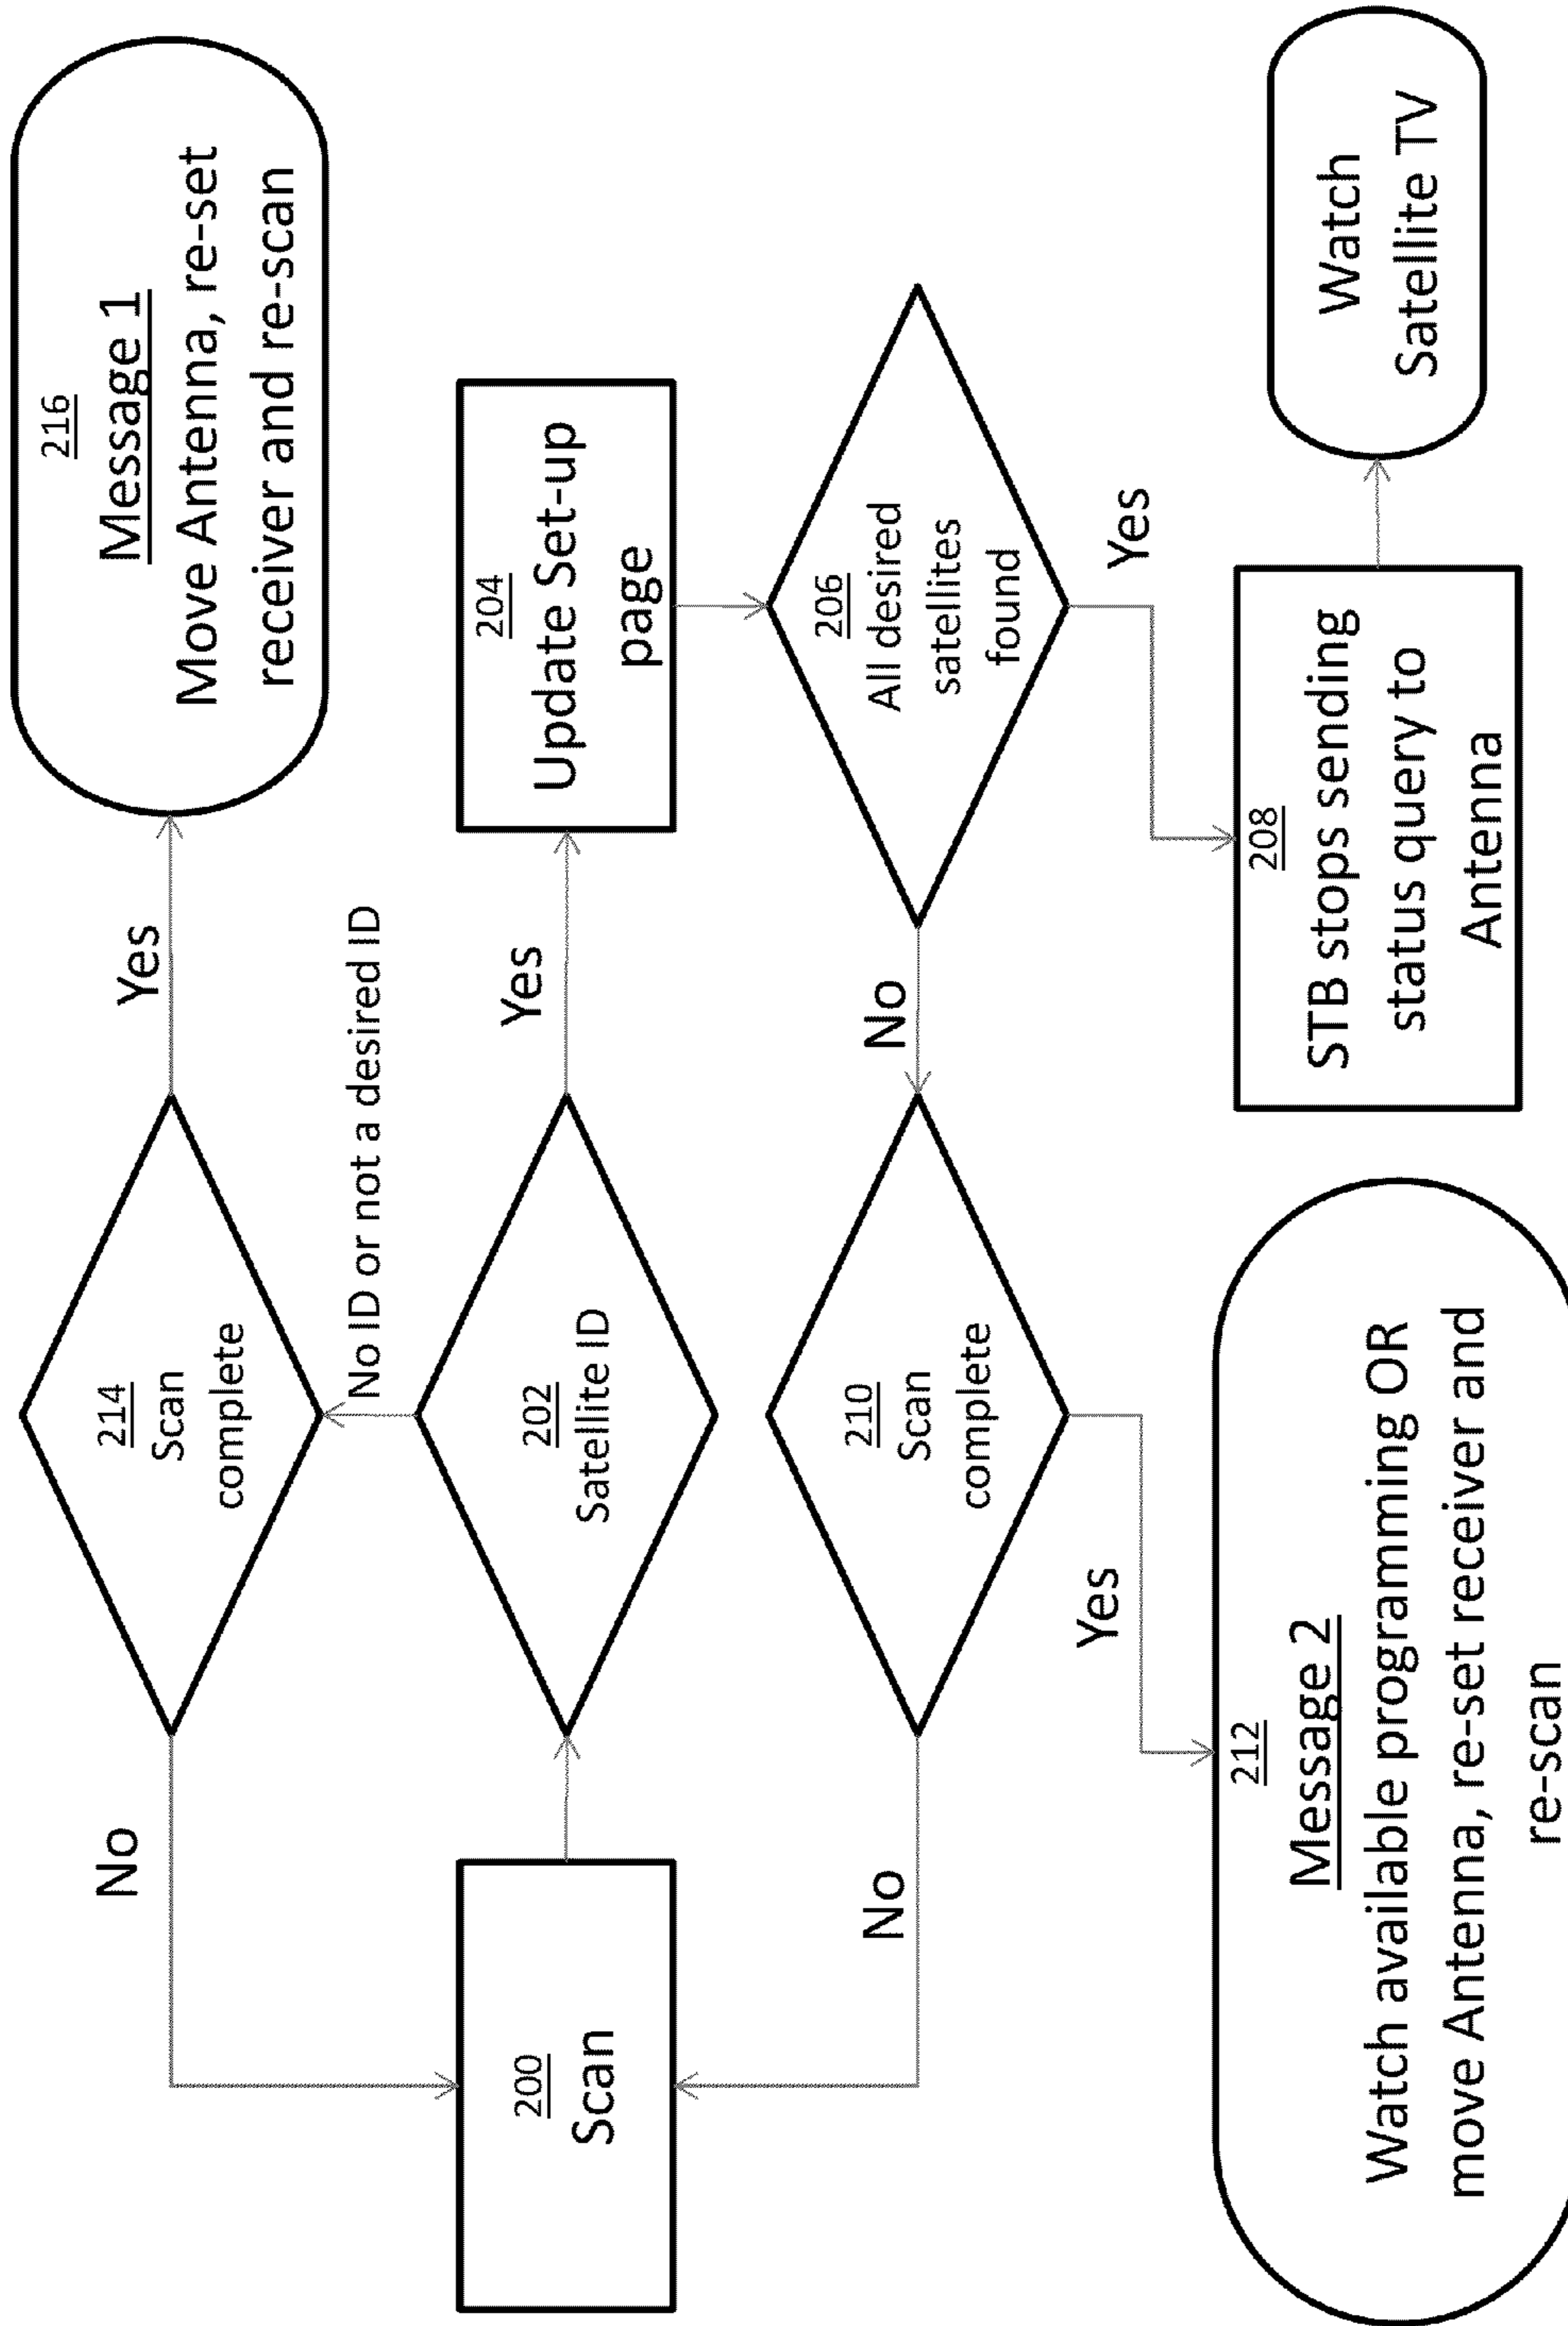 216
Message 1
Move Antenna, re-set
receiver and re-scan
Yes
214
Scan
complete
No
No ID or not a desired ID
200
Scan
202
Satellite ID
Yes
204
Update Set-up
page
206
All desired
satellites
found
No
210
Scan
complete
No
Yes
Yes
212
Message 2
Watch available programming OR
move Antenna, re-set receiver and
re-scan
208
STB stops sending
status query to
Antenna
Watch
Satellite TV